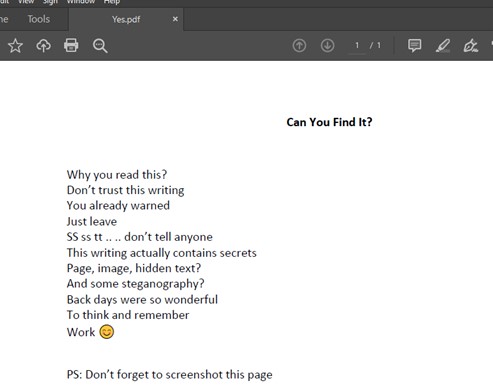 Edit View Sign Window Help
Tools Yes.pdf ×
1 / 1
Can You Find It?
Why you read this?
Don’t trust this writing
You already warned
Just leave
SS ss tt .. .. don’t tell anyone
This writing actually contains secrets
Page, image, hidden text?
And some steganography?
Back days were so wonderful
To think and remember
Work 😊
PS: Don’t forget to screenshot this page